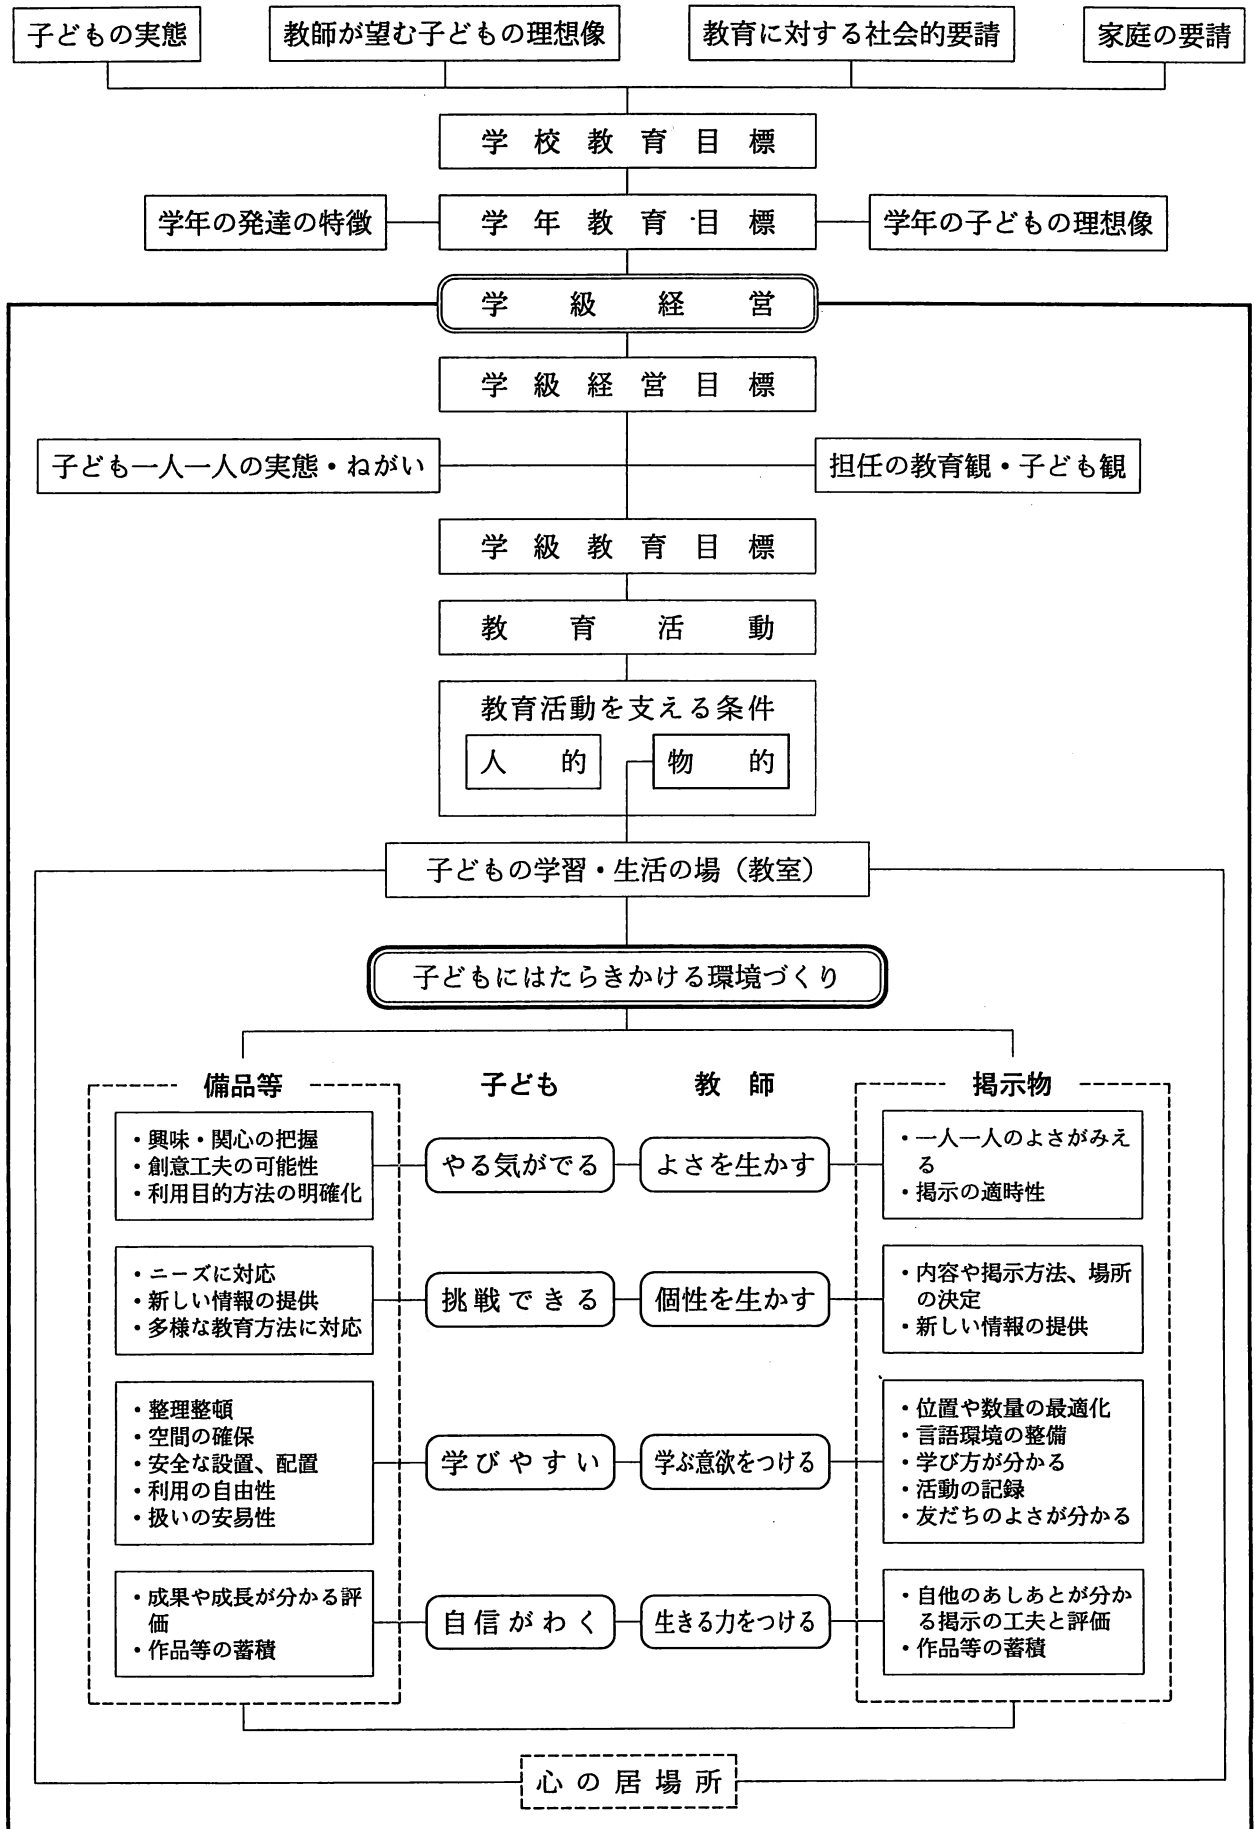 子どもの実態
教師が望む子どもの理想像
教育に対する社会的要請
家庭の要請
学校教育目標
学年の発達の特徴
学年教育目標
学年の子どもの理想像
学級経営
学級経営目標
子ども一人一人の実態・ねがい
担任の教育観・子ども観
学級教育目標
教育活動
教育活動を支える条件
人的
物的
子どもの学習・生活の場（教室）
子どもにはたらきかける環境づくり
備品等
子ども
教師
掲示物
・興味・関心の把握
・創意工夫の可能性
・利用目的方法の明確化
やる気がでる
よさを生かす
・一人一人のよさがみえ
る
・掲示の適時性
・ニーズに対応
・新しい情報の提供
・多様な教育方法に対応
挑戦できる
個性を生かす
・内容や掲示方法、場所
の決定
・新しい情報の提供
・整理整頓
・空間の確保
・安全な設置、配置
・利用の自由性
・扱いの安易性
学びやすい
学ぶ意欲をつける
・位置や数量の最適化
・言語環境の整備
・学び方が分かる
・活動の記録
・友だちのよさが分かる
・成果や成長が分かる評
価
・作品等の蓄積
自信がわく
生きる力をつける
・自他のあしあとが分か
る掲示の工夫と評価
・作品等の蓄積
心の居場所